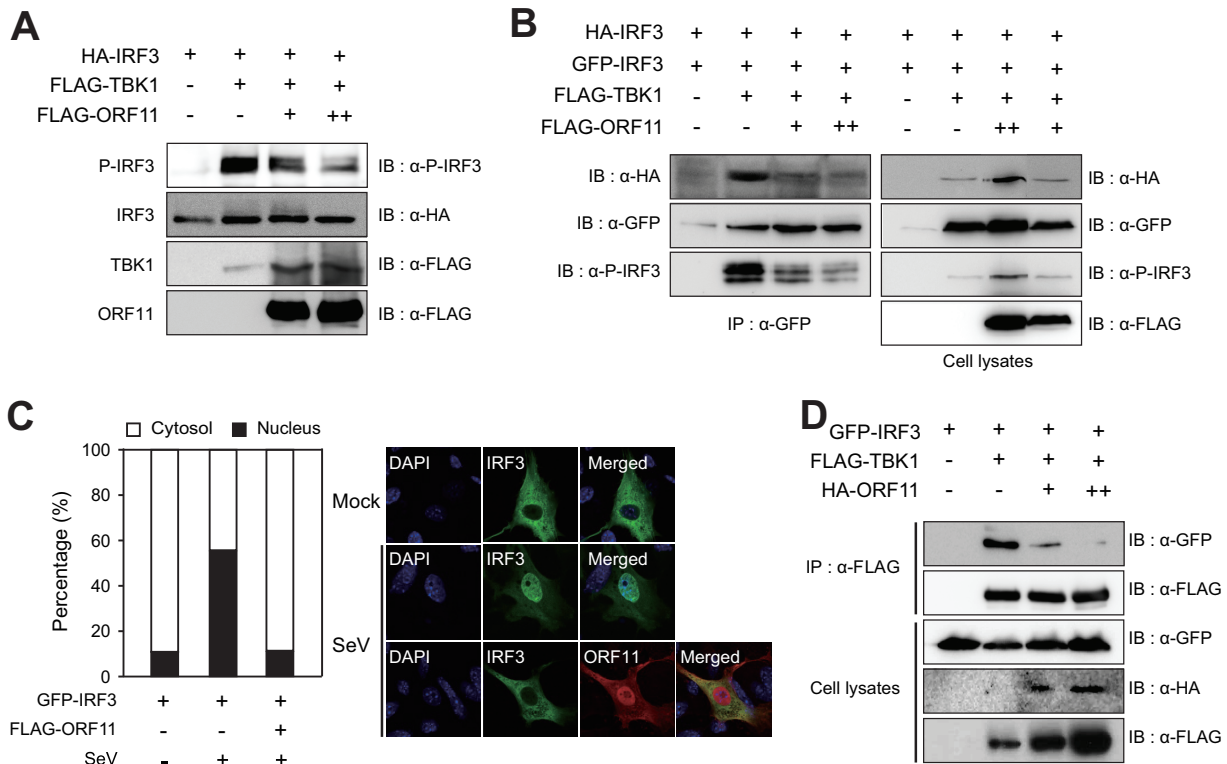 A
HA-IRF3 + + + +
FLAG-TBK1 - + + +
FLAG-ORF11 - - + ++
P-IRF3 IB : α-P-IRF3
IRF3 IB : α-HA
TBK1 IB : α-FLAG
ORF11 IB : α-FLAG
B
HA-IRF3 + + + + + + + +
GFP-IRF3 + + + + + + + +
FLAG-TBK1 - + + + - + + +
FLAG-ORF11 - - + ++ - - ++ +
IB : α-HA IB : α-HA
IB : α-GFP IB : α-GFP
IB : α-P-IRF3 IB : α-P-IRF3
IP : α-GFP IB : α-FLAG
Cell lysates
C
Cytosol Nucleus
Percentage (%)
100
80
60
40
20
0
GFP-IRF3 + + +
FLAG-ORF11 - - +
SeV - + +
Mock
DAPI IRF3 Merged
SeV
DAPI IRF3 Merged
DAPI IRF3 ORF11 Merged
D
GFP-IRF3 + + + +
FLAG-TBK1 - + + +
HA-ORF11 - - + ++
IP : α-FLAG
IB : α-GFP
IB : α-FLAG
Cell lysates
IB : α-GFP
IB : α-HA
IB : α-FLAG